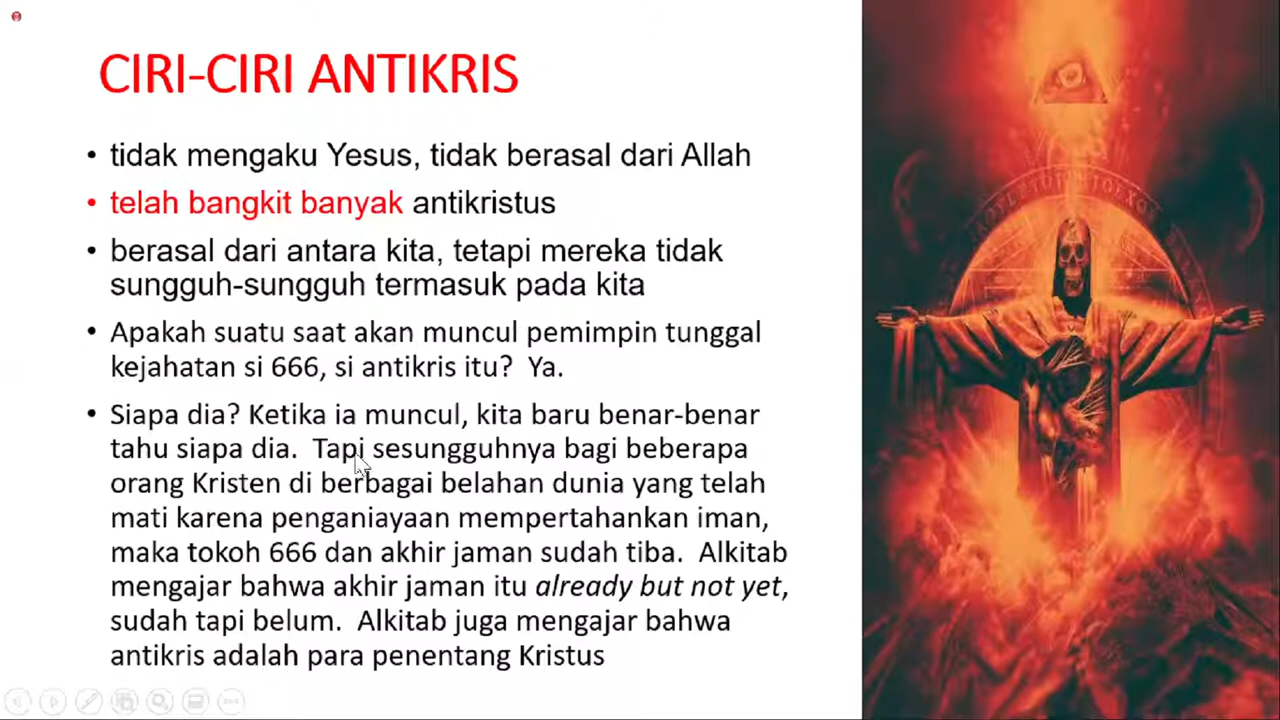 CIRI-CIRI ANTIKRIS
• tidak mengaku Yesus, tidak berasal dari Allah
• telah bangkit banyak antikristus
• berasal dari antara kita, tetapi mereka tidak
sungguh-sungguh termasuk pada kita
• Apakah suatu saat akan muncul pemimpin tunggal
kejahatan si 666, si antikris itu?  Ya.
• Siapa dia? Ketika ia muncul, kita baru benar-benar
tahu siapa dia.  Tapi sesungguhnya bagi beberapa
orang Kristen di berbagai belahan dunia yang telah
mati karena penganiayaan mempertahankan iman,
maka tokoh 666 dan akhir jaman sudah tiba.  Alkitab
mengajar bahwa akhir jaman itu already but not yet,
sudah tapi belum.  Alkitab juga mengajar bahwa
antikris adalah para penentang Kristus